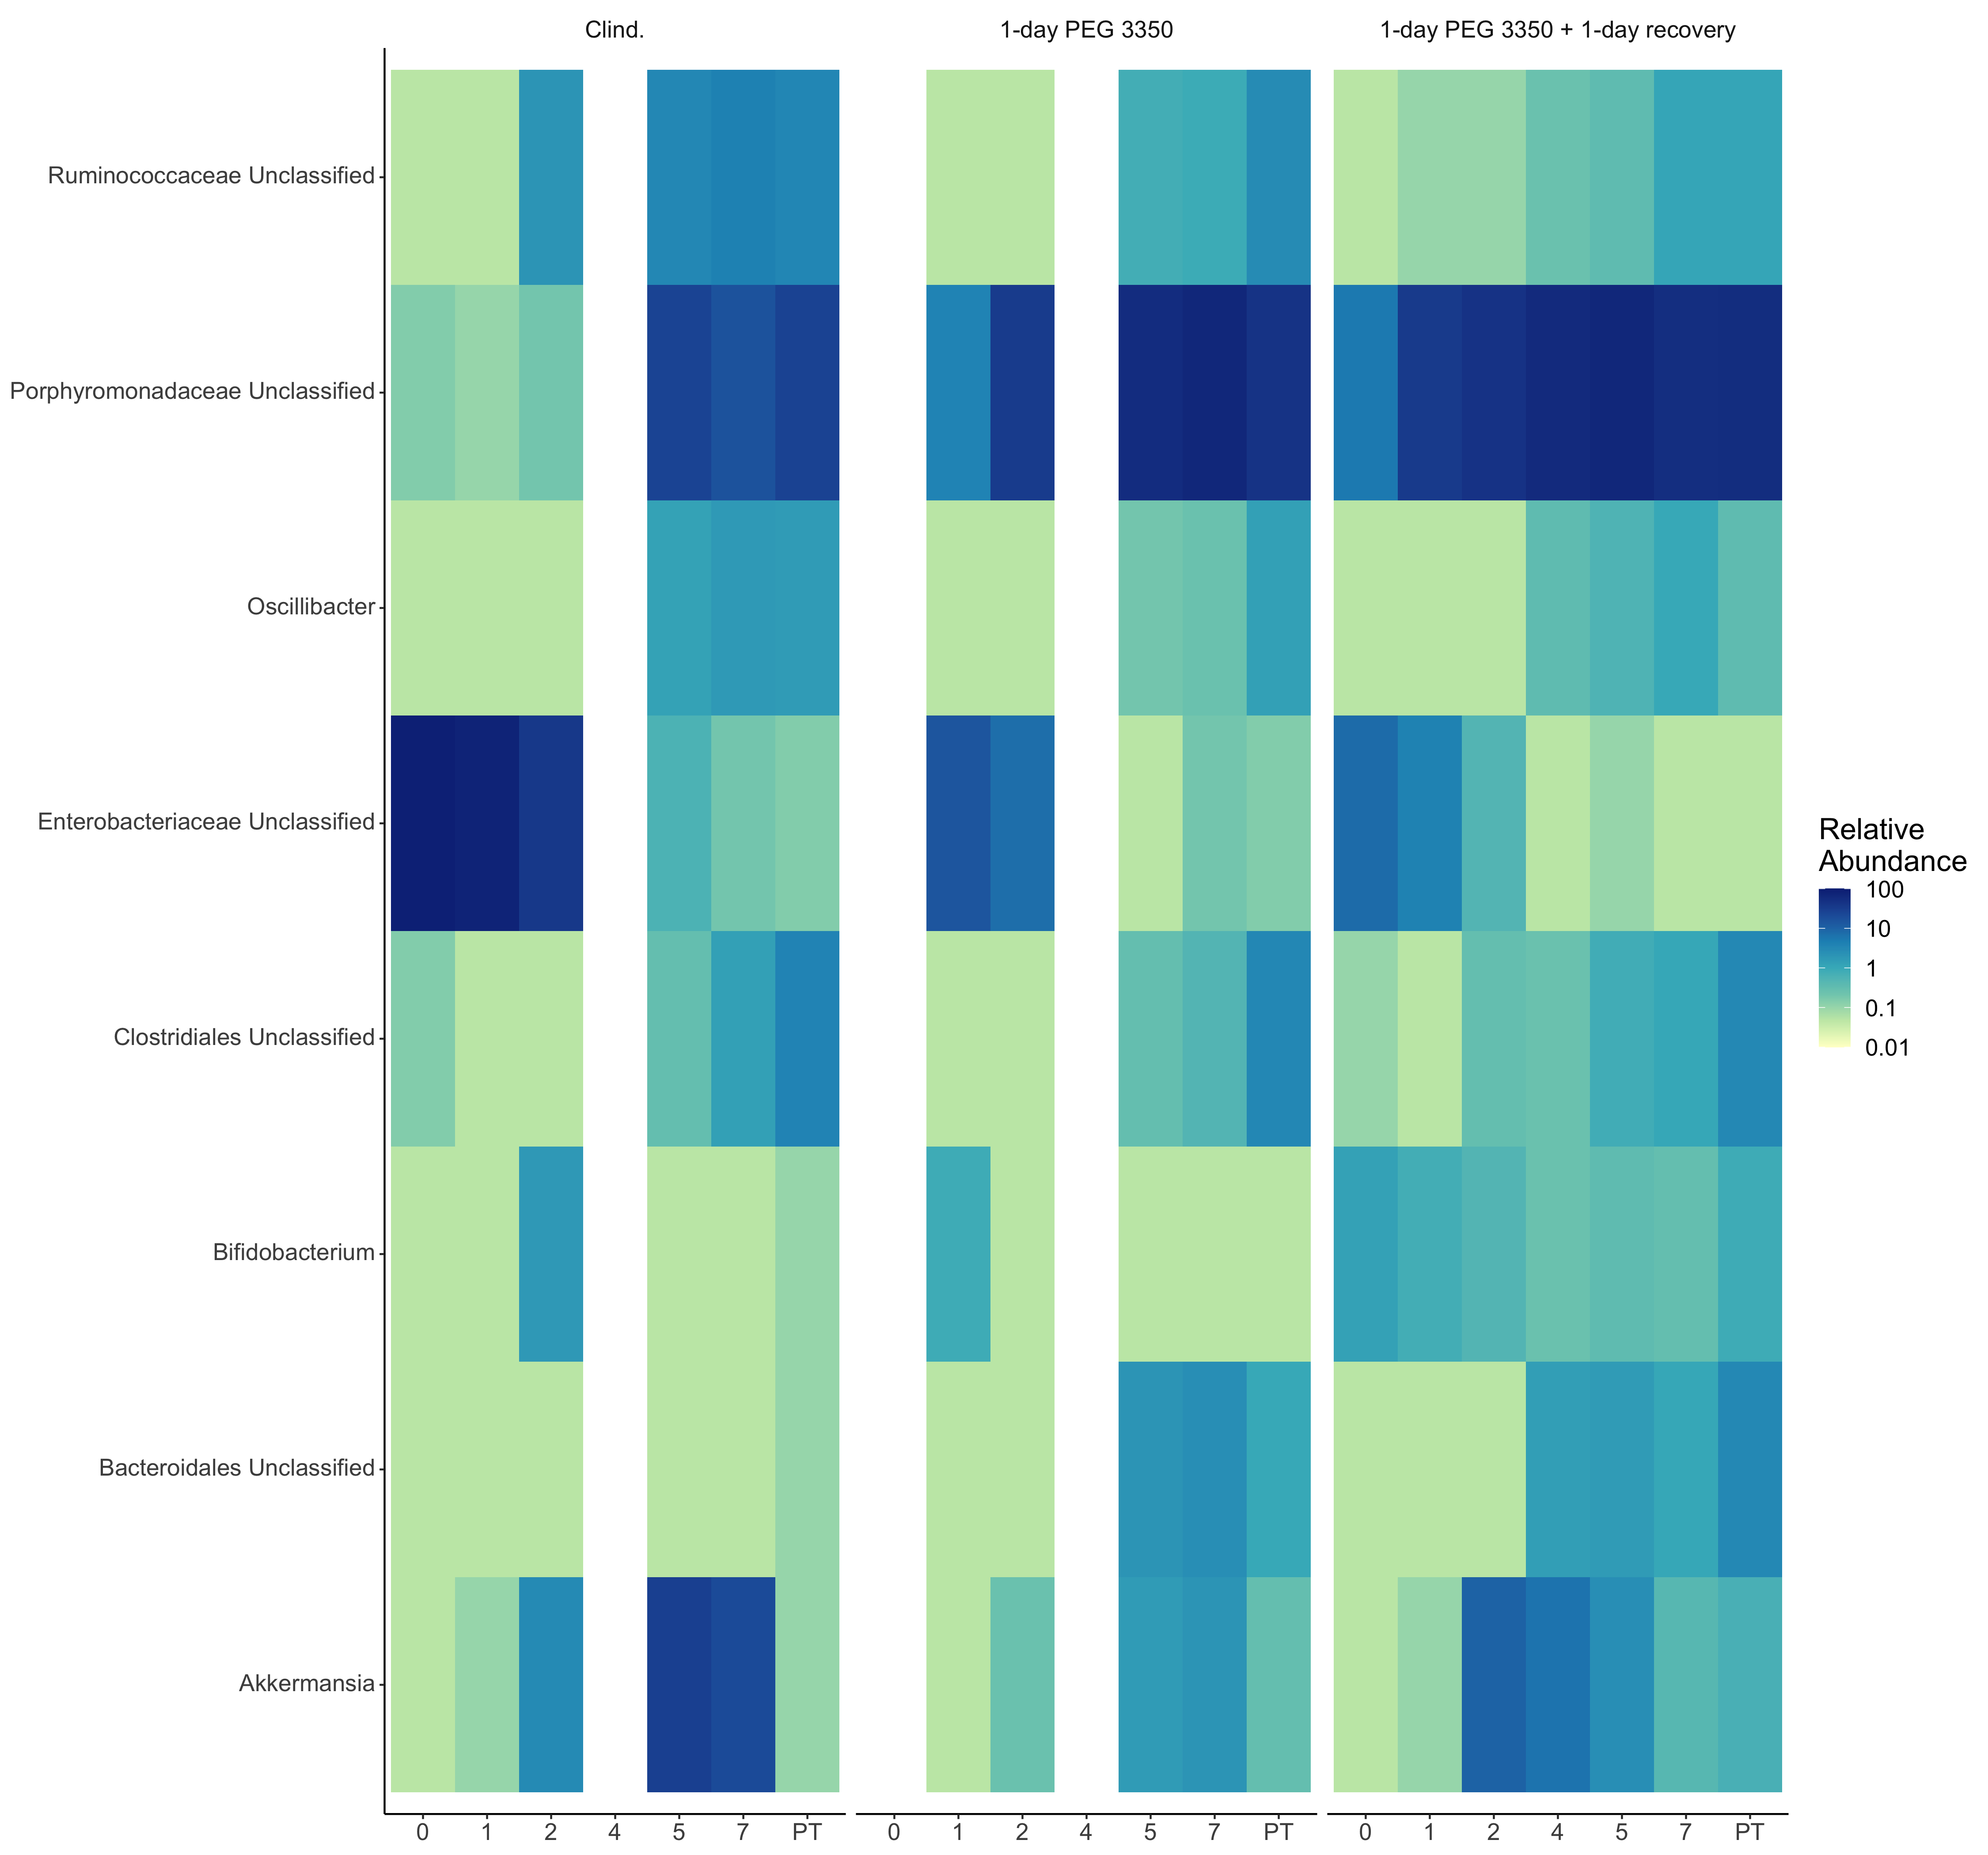 Clind.
1-day PEG 3350
1-day PEG 3350 + 1-day recovery
Ruminococcaceae Unclassified
Porphyromonadaceae Unclassified
Oscillibacter
Enterobacteriaceae Unclassified
Clostridiales Unclassified
Bifidobacterium
Bacteroidales Unclassified
Akkermansia
0 1 2 4 5 7 PT
0 1 2 4 5 7 PT
0 1 2 4 5 7 PT
Relative
Abundance
100
10
1
0.1
0.01